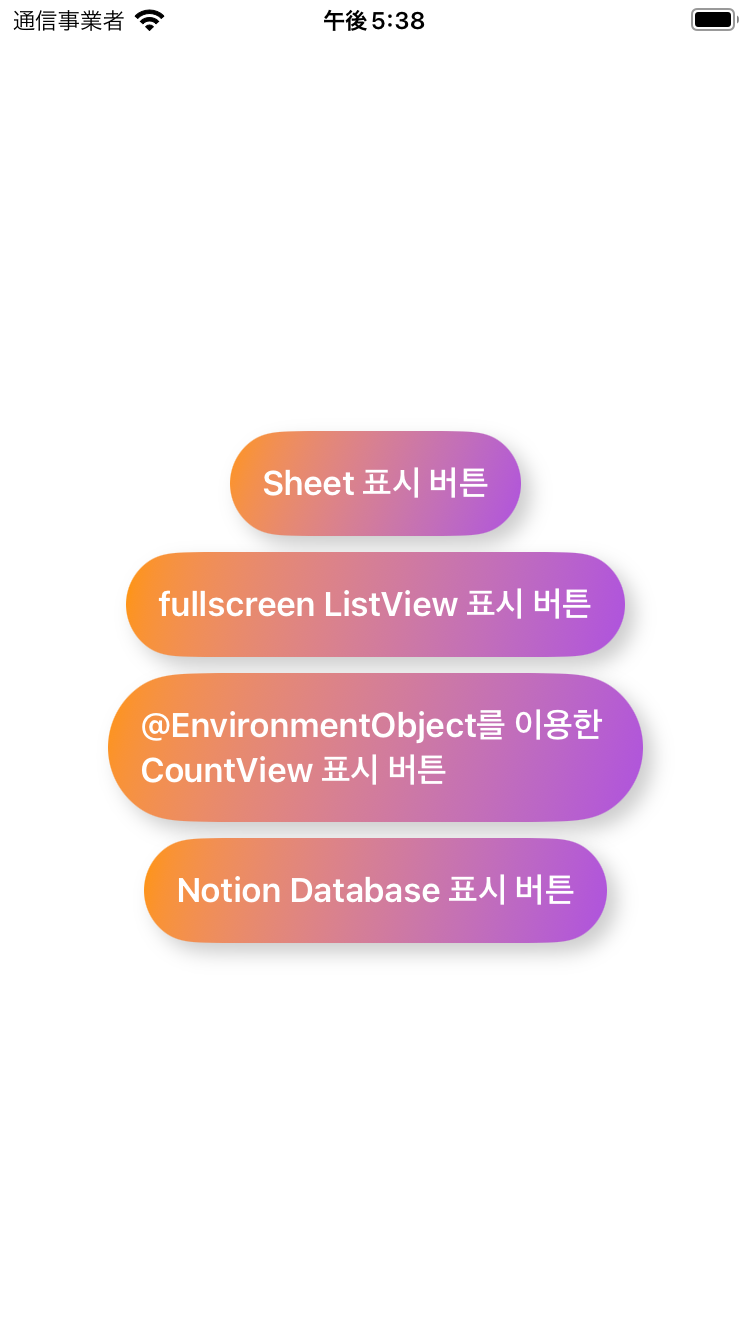 通信事業者 午後5:38
Sheet 표시 버튼
fullscreen ListView 표시 버튼
@EnvironmentObject를 이용한
CountView 표시 버튼
Notion Database 표시 버튼